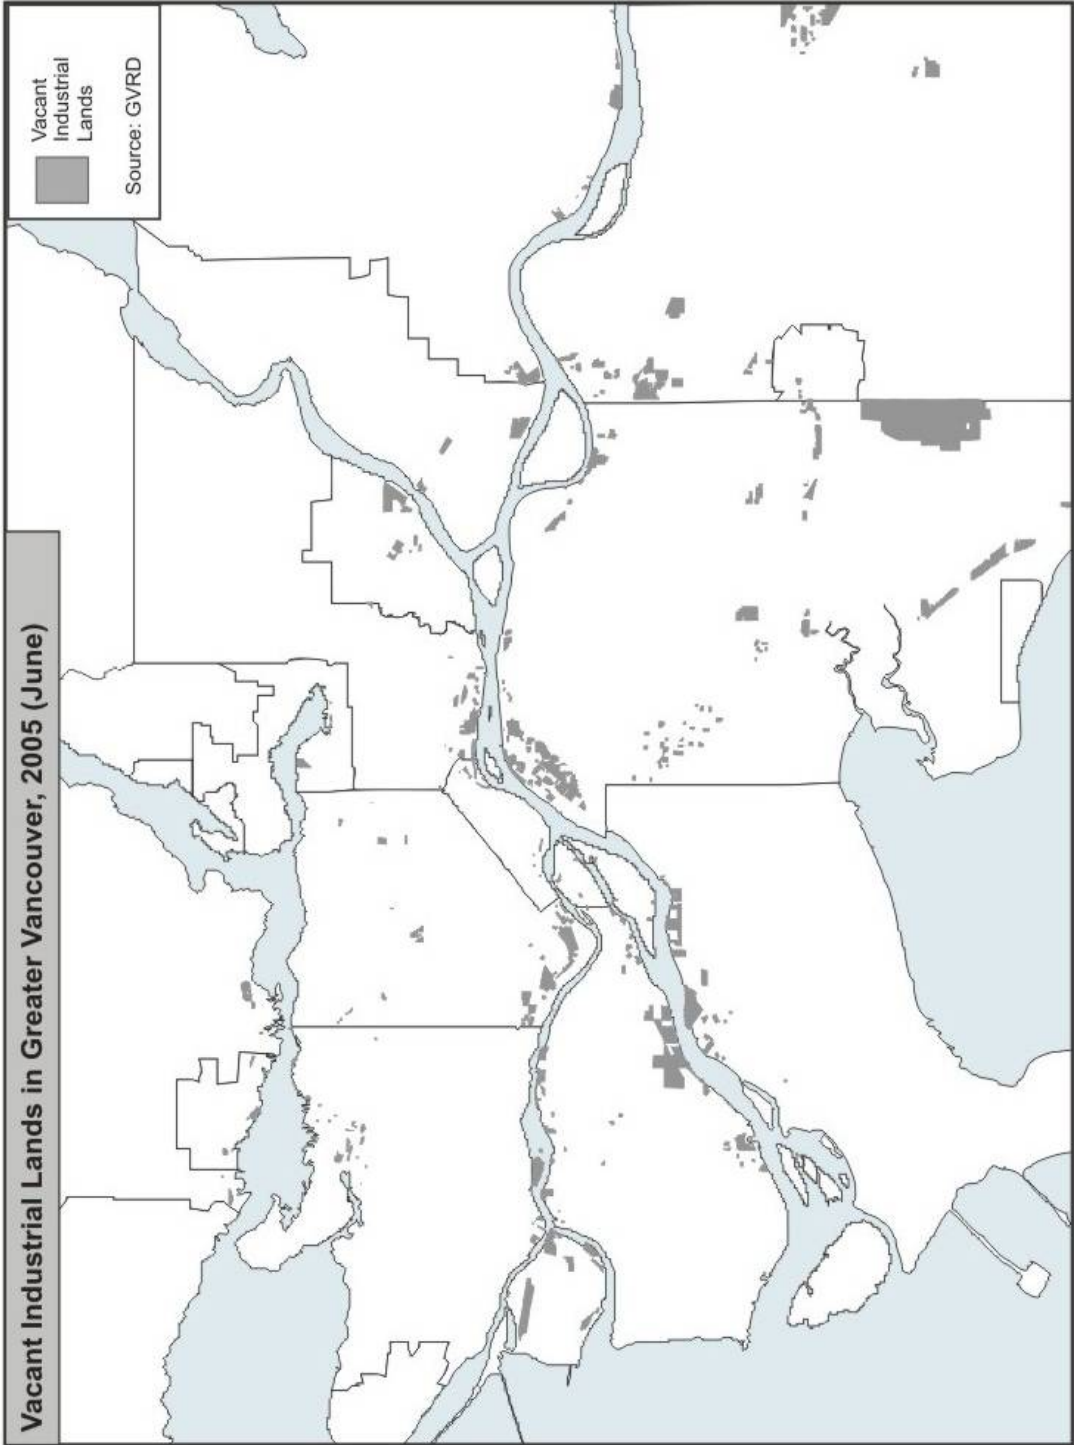 Vacant Industrial Lands in Greater Vancouver, 2005 (June)
Vacant
Industrial
Lands
Source: GVRD